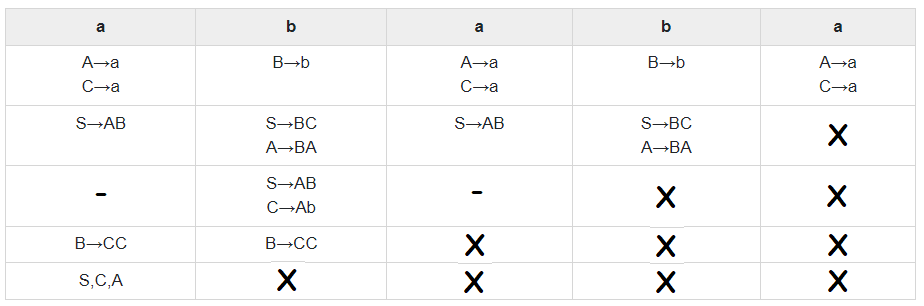 a b a b a
A→a B→b A→a B→b A→a
C→a C→a C→a
S→AB S→BC S→AB S→BC X
A→BA A→BA
- S→AB - X X
C→Ab
B→CC B→CC X X X
S,C,A X X X X